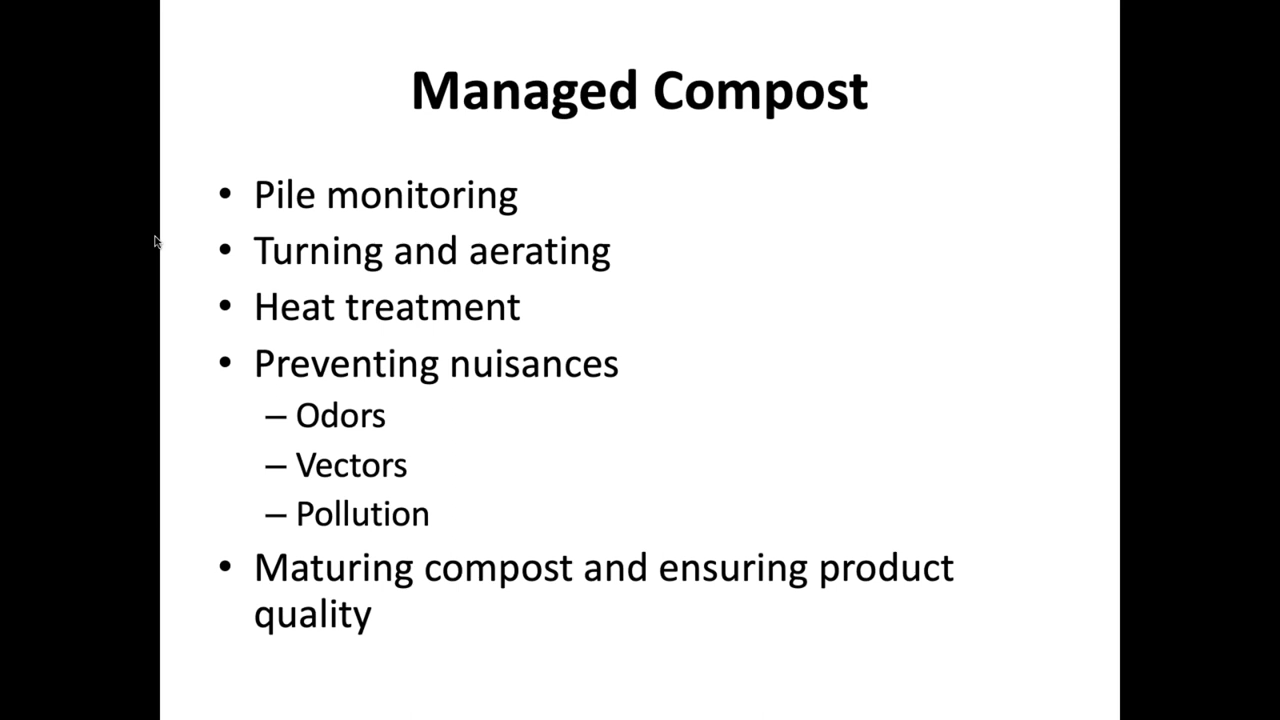 Managed Compost
• Pile monitoring
• Turning and aerating
• Heat treatment
• Preventing nuisances
– Odors
– Vectors
– Pollution
• Maturing compost and ensuring product
quality